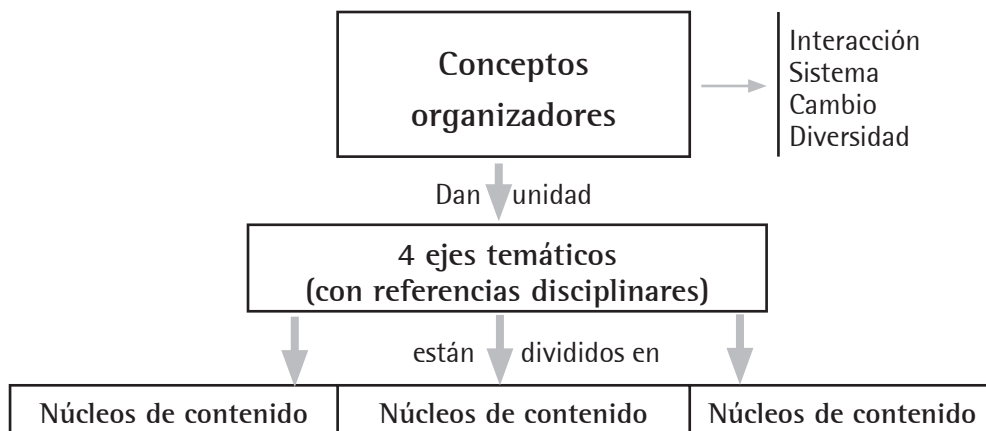 Conceptos
organizadores
Interacción
Sistema
Cambio
Diversidad
Dan unidad
4 ejes temáticos
(con referencias disciplinares)
están divididos en
Núcleos de contenido
Núcleos de contenido
Núcleos de contenido